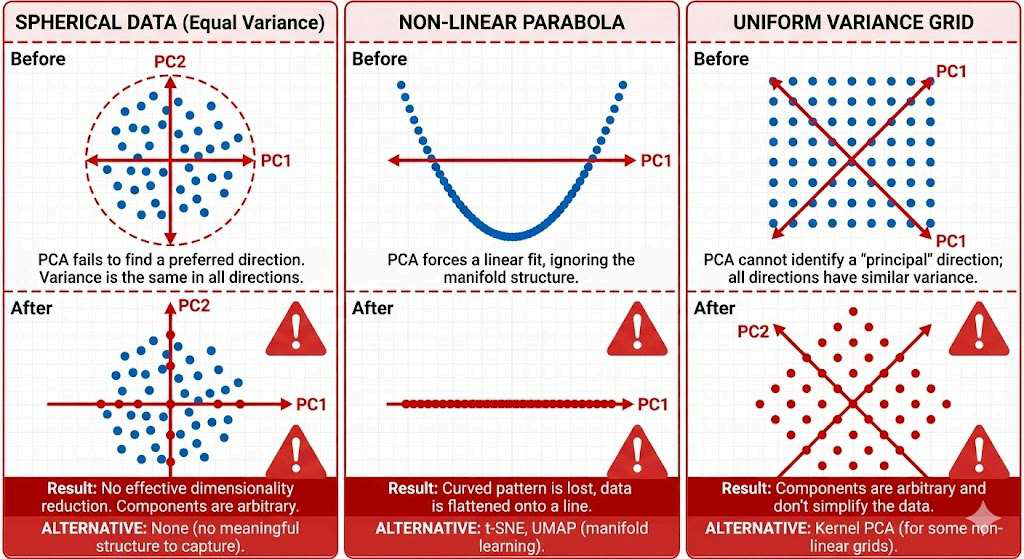 SPHERICAL DATA (Equal Variance)
Before
PC2
PC1
PCA fails to find a preferred direction.
Variance is the same in all directions.
After
PC2
PC1
Result: No effective dimensionality
reduction. Components are arbitrary.
ALTERNATIVE: None (no meaningful
structure to capture).
NON-LINEAR PARABOLA
Before
PC1
PCA forces a linear fit, ignoring the
manifold structure.
After
PC1
Result: Curved pattern is lost, data
is flattened onto a line.
ALTERNATIVE: t-SNE, UMAP (manifold
learning).
UNIFORM VARIANCE GRID
Before
PC1
PC1
PCA cannot identify a "principal" direction;
all directions have similar variance.
After
PC2
Result: Components are arbitrary and
don't simplify the data.
ALTERNATIVE: Kernel PCA (for some non-
linear grids).